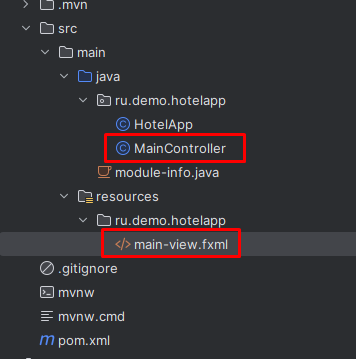 .mvn
src
main
java
ru.demo.hotelapp
HotelApp
MainController
module-info.java
resources
ru.demo.hotelapp
main-view.fxml
.gitignore
mvnw
mvnw.cmd
pom.xml